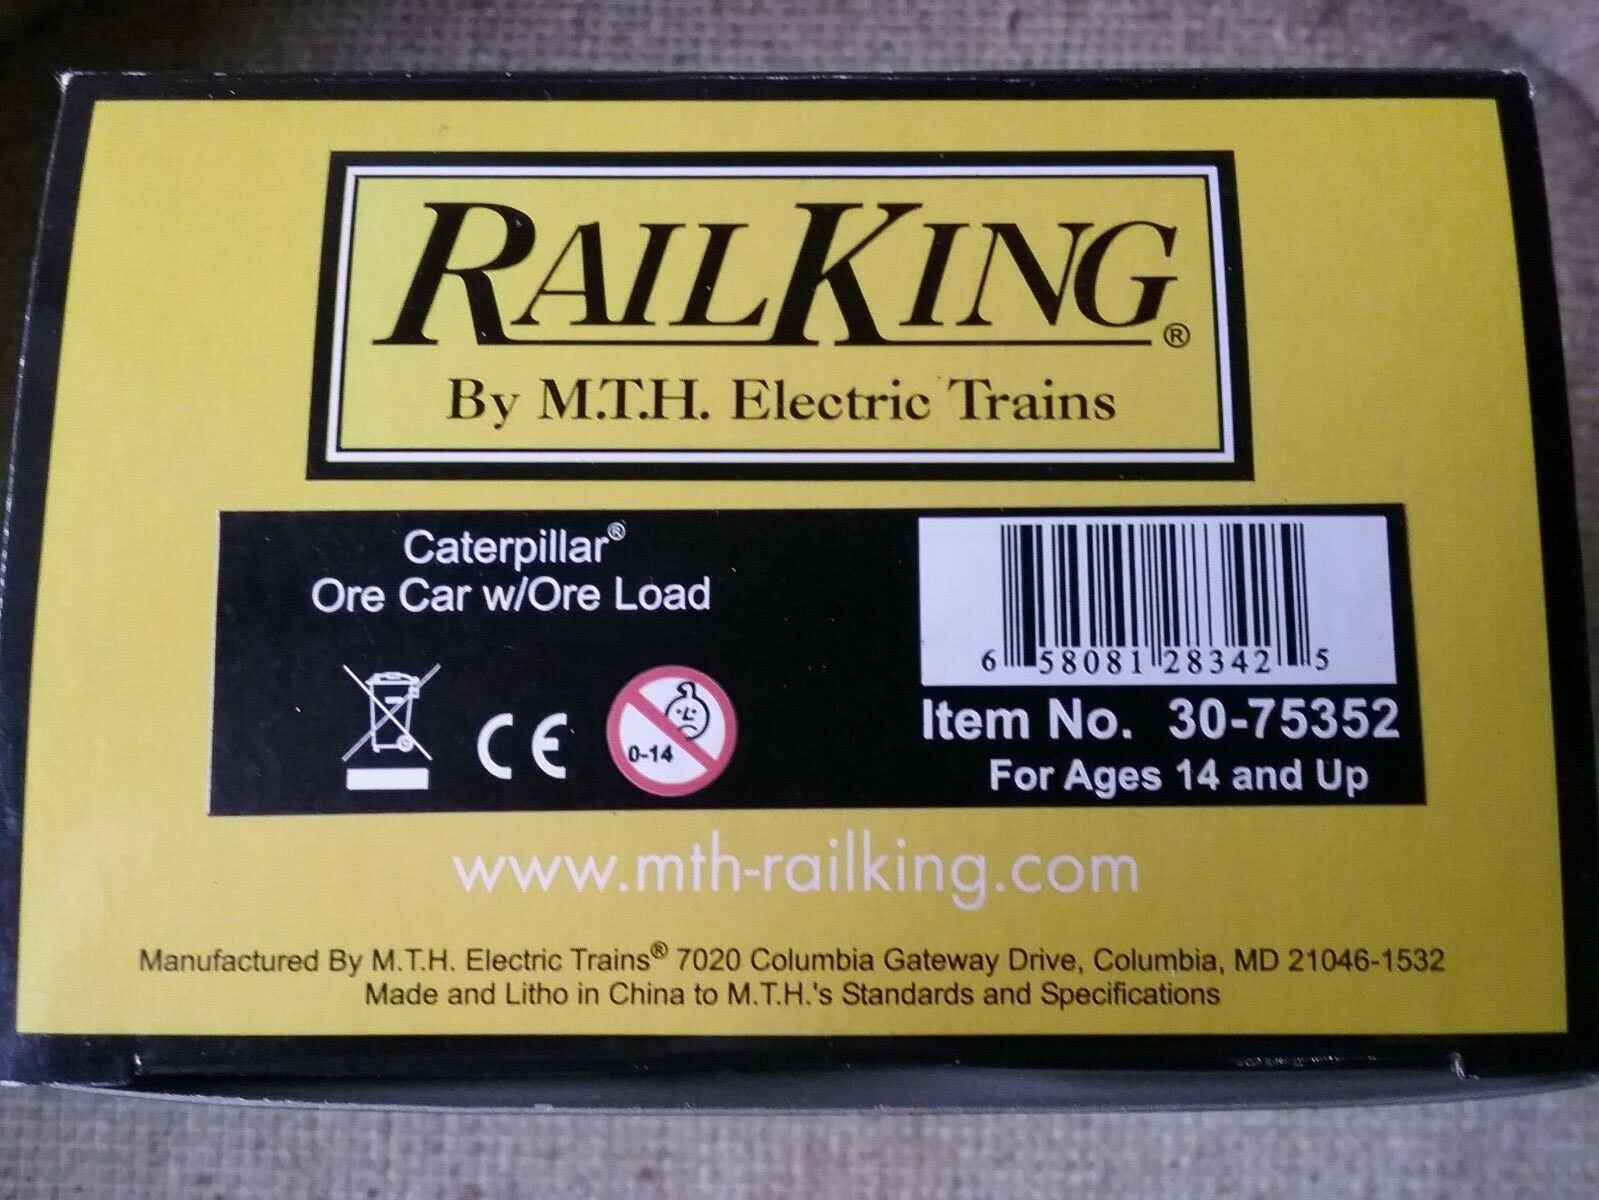 RAILKING®
By M.T.H. Electric Trains
Caterpillar®
Ore Car w/Ore Load
0-14
CE
6 58081 28342 5
Item No. 30-75352
For Ages 14 and Up
www.mth-railking.com
Manufactured By M.T.H. Electric Trains® 7020 Columbia Gateway Drive, Columbia, MD 21046-1532
Made and Litho in China to M.T.H.'s Standards and Specifications